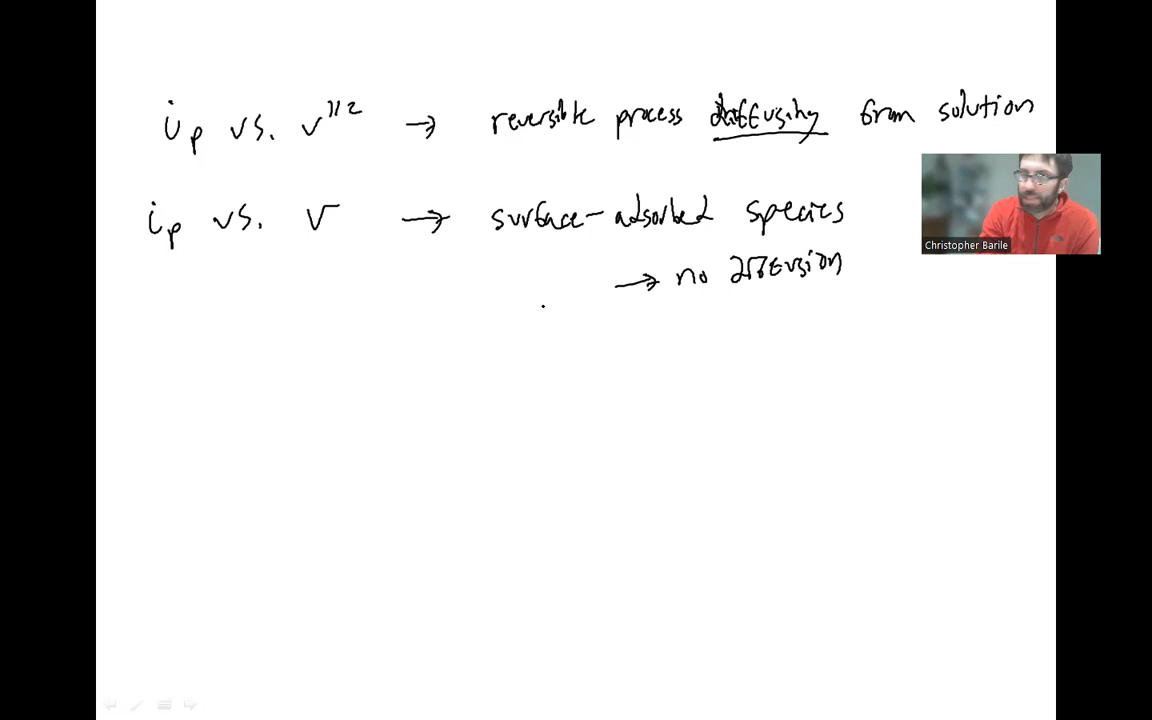 ip vs. v^1/2 → reversible process diffusing from solution
ip vs. v → surface-adsorbed species
→ no diffusion
Christopher Barile